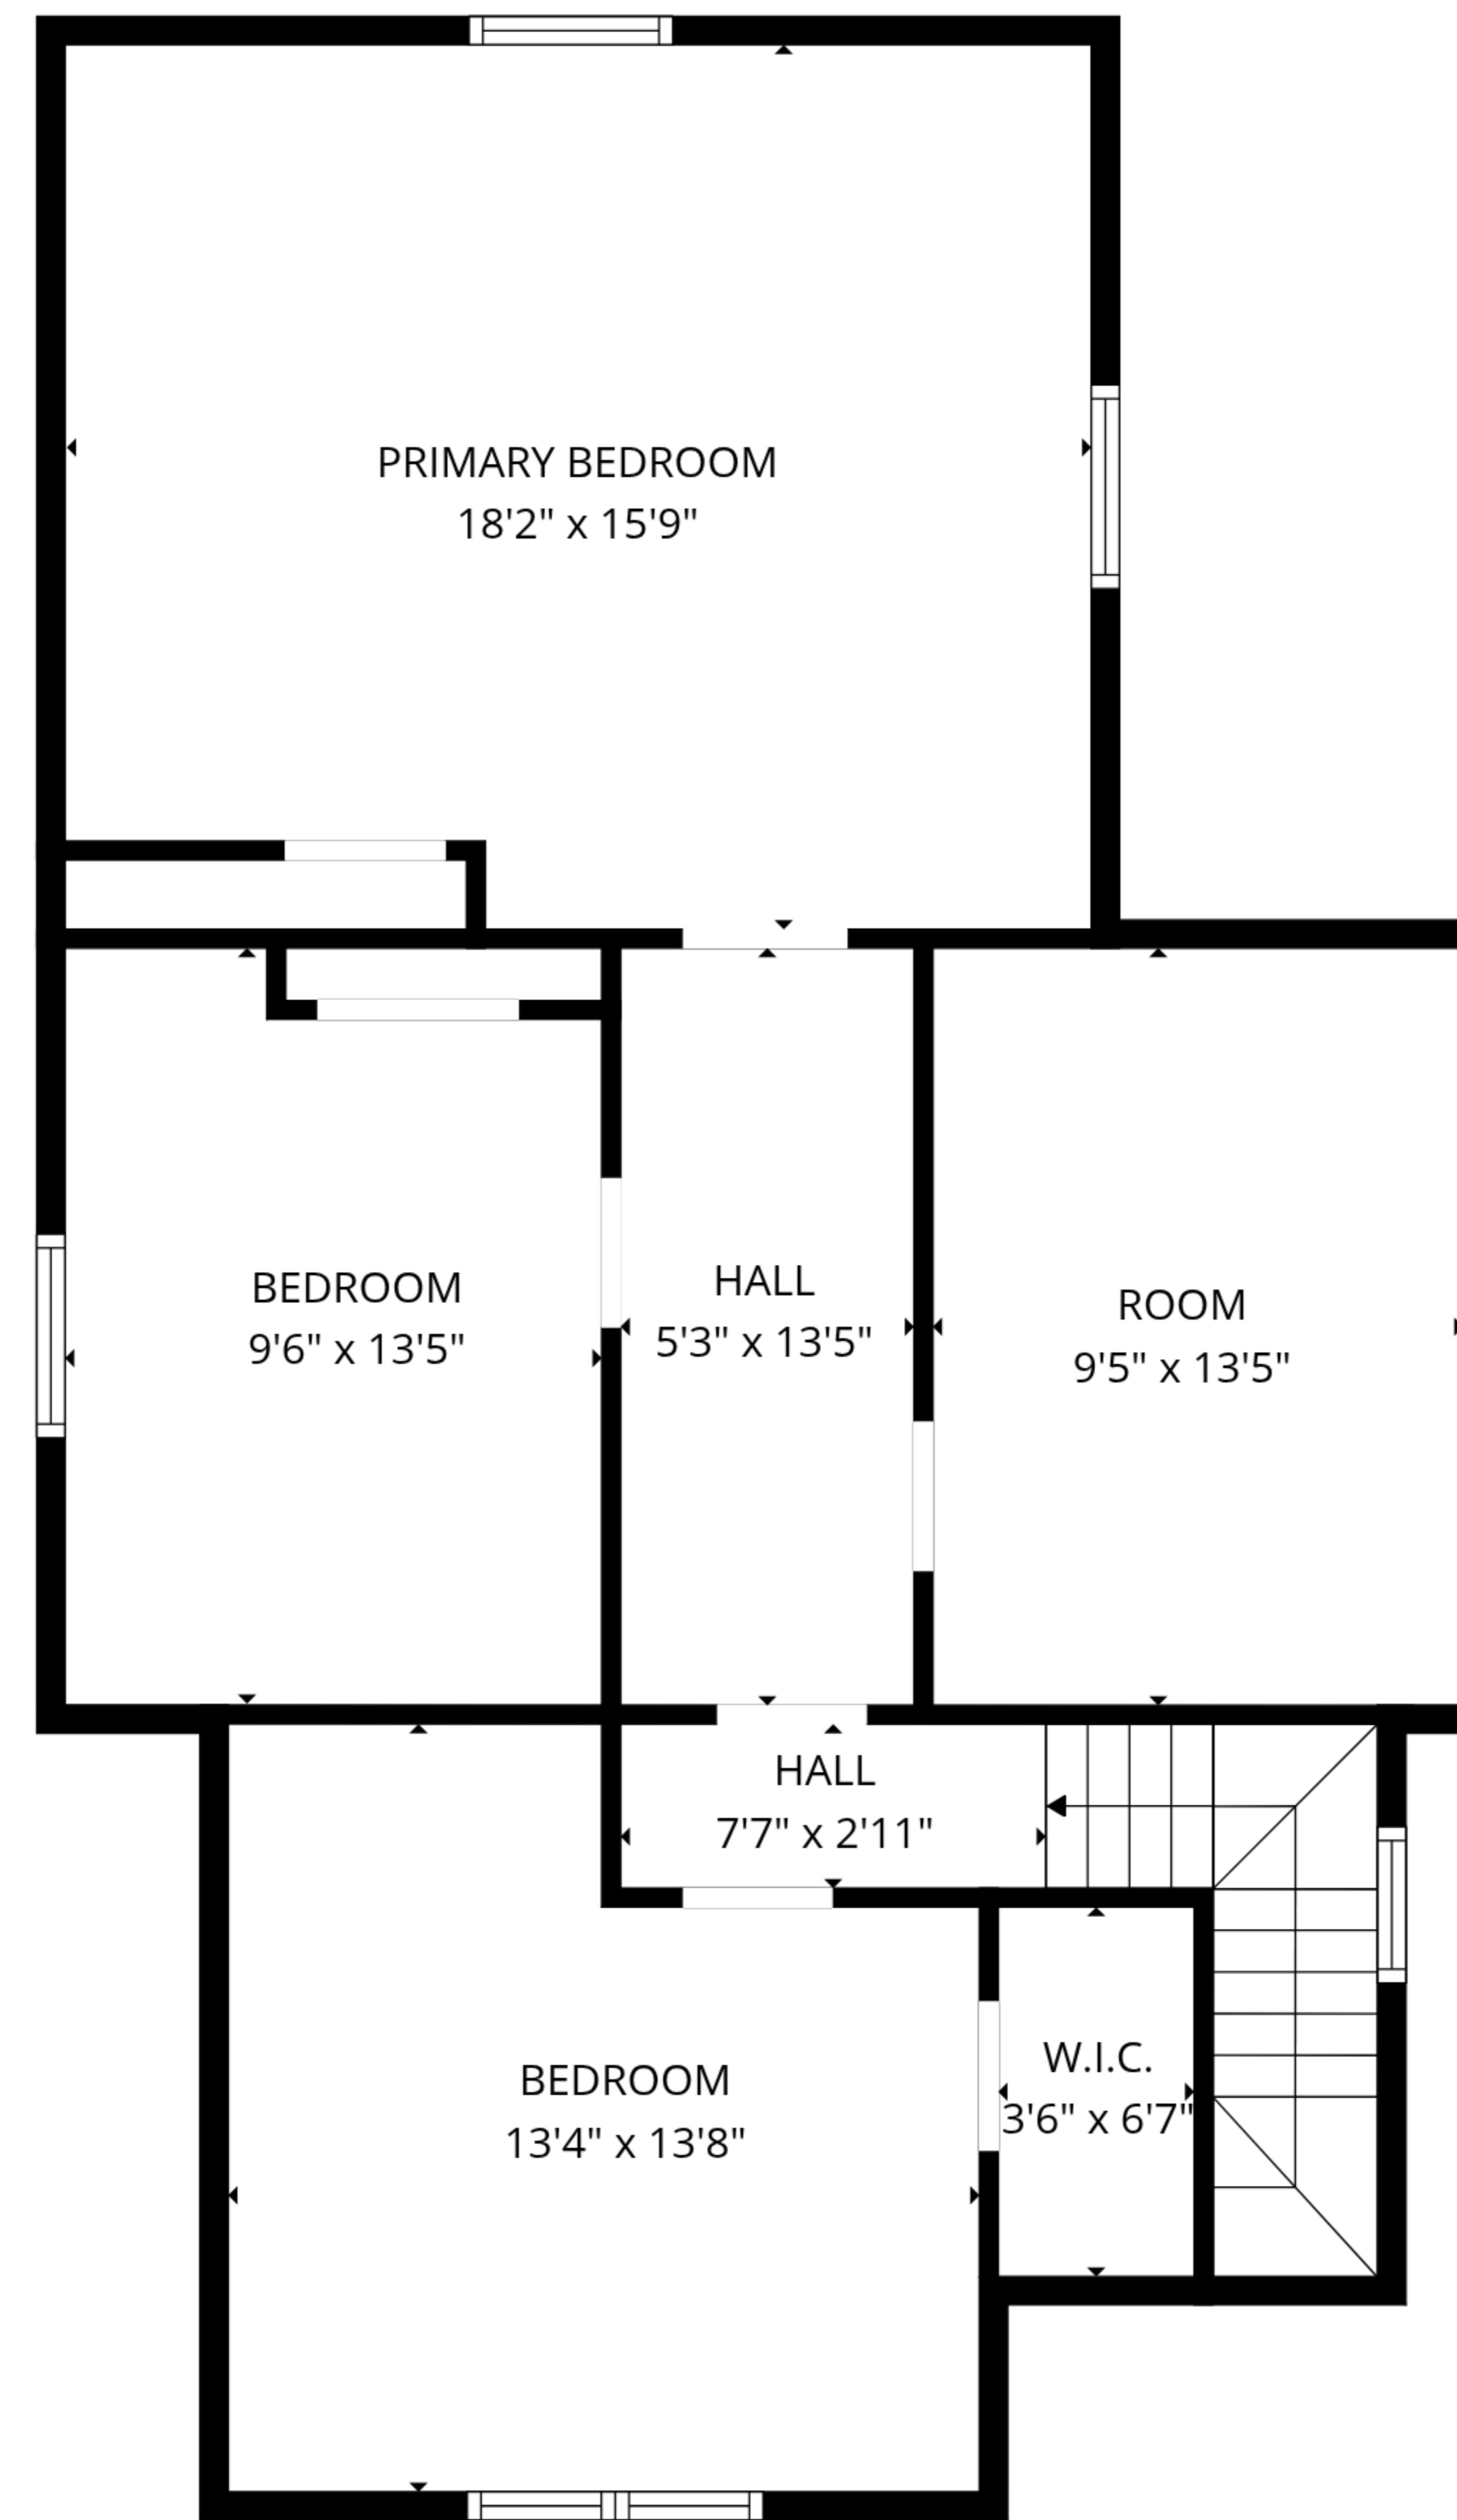 PRIMARY BEDROOM
18'2" x 15'9"
BEDROOM
9'6" x 13'5"
HALL
5'3" x 13'5"
ROOM
9'5" x 13'5"
HALL
7'7" x 2'11"
W.I.C.
3'6" x 6'7"
BEDROOM
13'4" x 13'8"